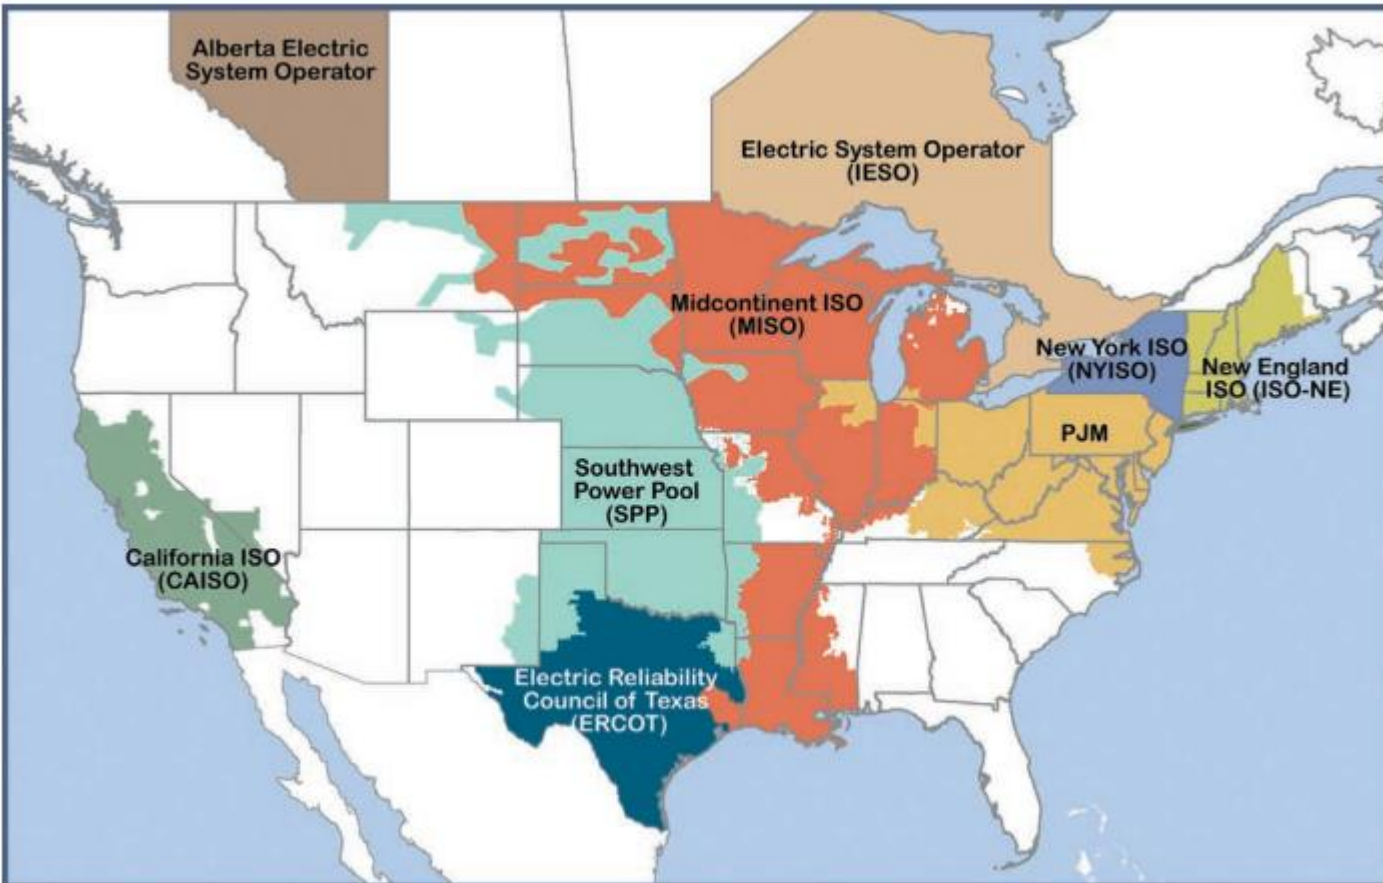 Alberta Electric
System Operator
Electric System Operator
(IESO)
Midcontinent ISO
(MISO)
New York ISO
(NYISO)
New England
ISO (ISO-NE)
PJM
Southwest
Power Pool
(SPP)
California ISO
(CAISO)
Electric Reliability
Council of Texas
(ERCOT)